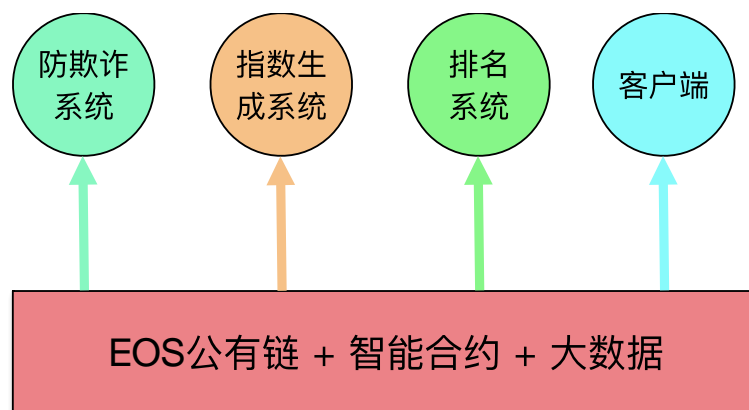 防欺诈
系统
指数生
成系统
排名
系统
客户端
EOS公有链 + 智能合约 + 大数据